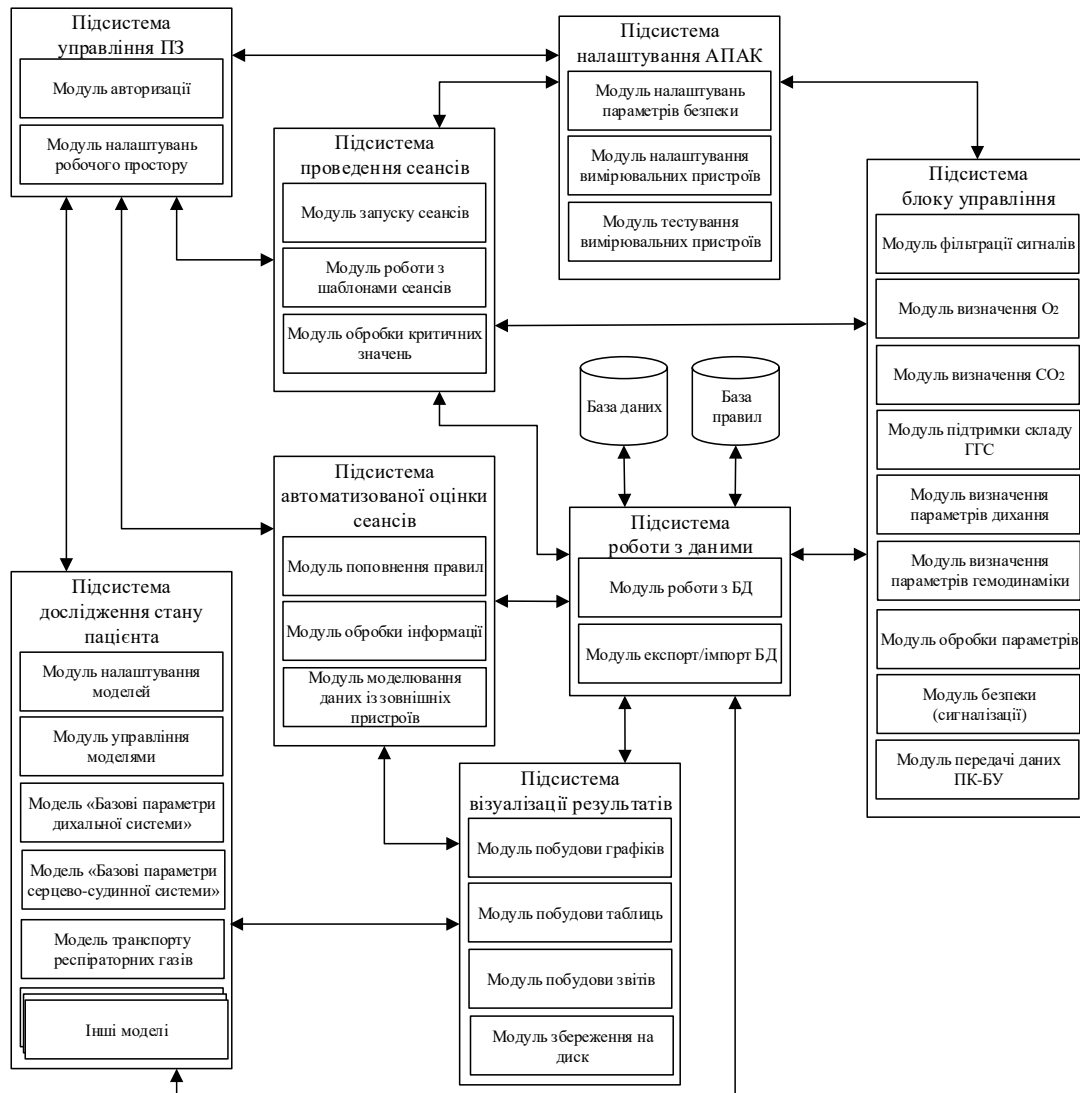 Підсистема
управління ПЗ
Модуль авторизації
Модуль налаштувань
робочого простору
Підсистема
налаштування АПАК
Модуль налаштувань
параметрів безпеки
Модуль налаштування
вимірювальних пристроїв
Модуль тестування
вимірювальних пристроїв
Підсистема
проведення сеансів
Модуль запуску сеансів
Модуль роботи з
шаблонами сеансів
Модуль обробки критичних
значень
Підсистема
блоку управління
Модуль фільтрації сигналів
Модуль визначення O2
Модуль визначення CO2
Модуль підтримки складу
ГГС
Модуль визначення
параметрів дихання
Модуль визначення
параметрів гемодинаміки
Модуль обробки параметрів
Модуль безпеки
(сигналізації)
Модуль передачі даних
ПК-БУ
База даних
База
правил
Підсистема
автоматизованої оцінки
сеансів
Модуль поповнення правил
Модуль обробки інформації
Модуль моделювання
даних із зовнішніх
пристроїв
Підсистема
роботи з даними
Модуль роботи з БД
Модуль експорт/імпорт БД
Підсистема
дослідження стану
пацієнта
Модуль налаштування
моделей
Модуль управління
моделями
Модель «Базові параметри
дихальної системи»
Модель «Базові параметри
серцево-судинної системи»
Модель транспорту
респіраторних газів
Інші моделі
Підсистема
візуалізації результатів
Модуль побудови графіків
Модуль побудови таблиць
Модуль побудови звітів
Модуль збереження на
диск